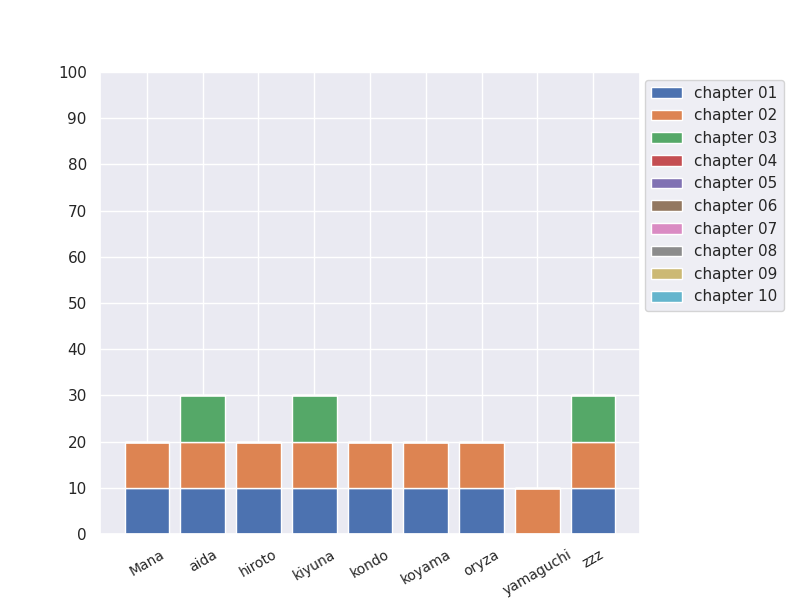 100
90
80
70
60
50
40
30
20
10
0
Mana
aida
hiroto
kiyuna
kondo
koyama
oryza
yamaguchi
zzz
chapter 01
chapter 02
chapter 03
chapter 04
chapter 05
chapter 06
chapter 07
chapter 08
chapter 09
chapter 10